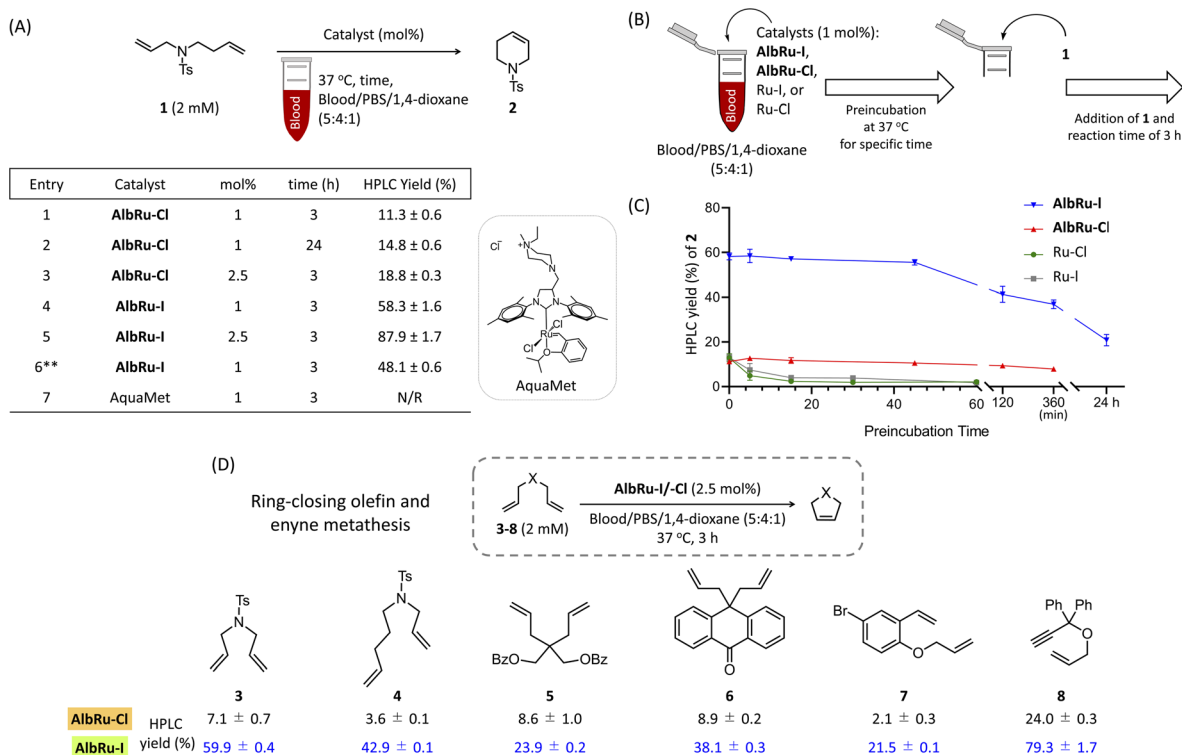 (A)
N
Ts
1 (2 mM)
Catalyst (mol%)
Blood
37 °C, time,
Blood/PBS/1,4-dioxane
(5:4:1)
N
Ts
2
Entry Catalyst mol% time (h) HPLC Yield (%)
1 AlbRu-Cl 1 3 11.3 ± 0.6
2 AlbRu-Cl 1 24 14.8 ± 0.6
3 AlbRu-Cl 2.5 3 18.8 ± 0.3
4 AlbRu-I 1 3 58.3 ± 1.6
5 AlbRu-I 2.5 3 87.9 ± 1.7
6** AlbRu-I 1 3 48.1 ± 0.6
7 AquaMet 1 3 N/R
Cl⁻
N+
N
N N
Cl
Ru
Cl
O
AquaMet
(B)
Blood
Catalysts (1 mol%):
AlbRu-I,
AlbRu-Cl,
Ru-I, or
Ru-Cl
Blood/PBS/1,4-dioxane
(5:4:1)
Preincubation
at 37 °C
for specific time
1
Addition of 1 and
reaction time of 3 h
(C)
HPLC yield (%) of 2
80
60
40
20
0
AlbRu-I
AlbRu-Cl
Ru-Cl
Ru-I
0 20 40 60 120 360 24 h
(min)
Preincubation Time
(D)
Ring-closing olefin and
enyne metathesis
X
3-8 (2 mM)
AlbRu-I/-Cl (2.5 mol%)
Blood/PBS/1,4-dioxane (5:4:1)
37 °C, 3 h
X
Ts
N
3
Ts
N
4
BzO OBz
5
O
6
Br
O
7
Ph Ph
O
8
AlbRu-Cl 7.1 ± 0.7 3.6 ± 0.1 8.6 ± 1.0 8.9 ± 0.2 2.1 ± 0.3 24.0 ± 0.3
HPLC
yield (%)
AlbRu-I 59.9 ± 0.4 42.9 ± 0.1 23.9 ± 0.2 38.1 ± 0.3 21.5 ± 0.1 79.3 ± 1.7